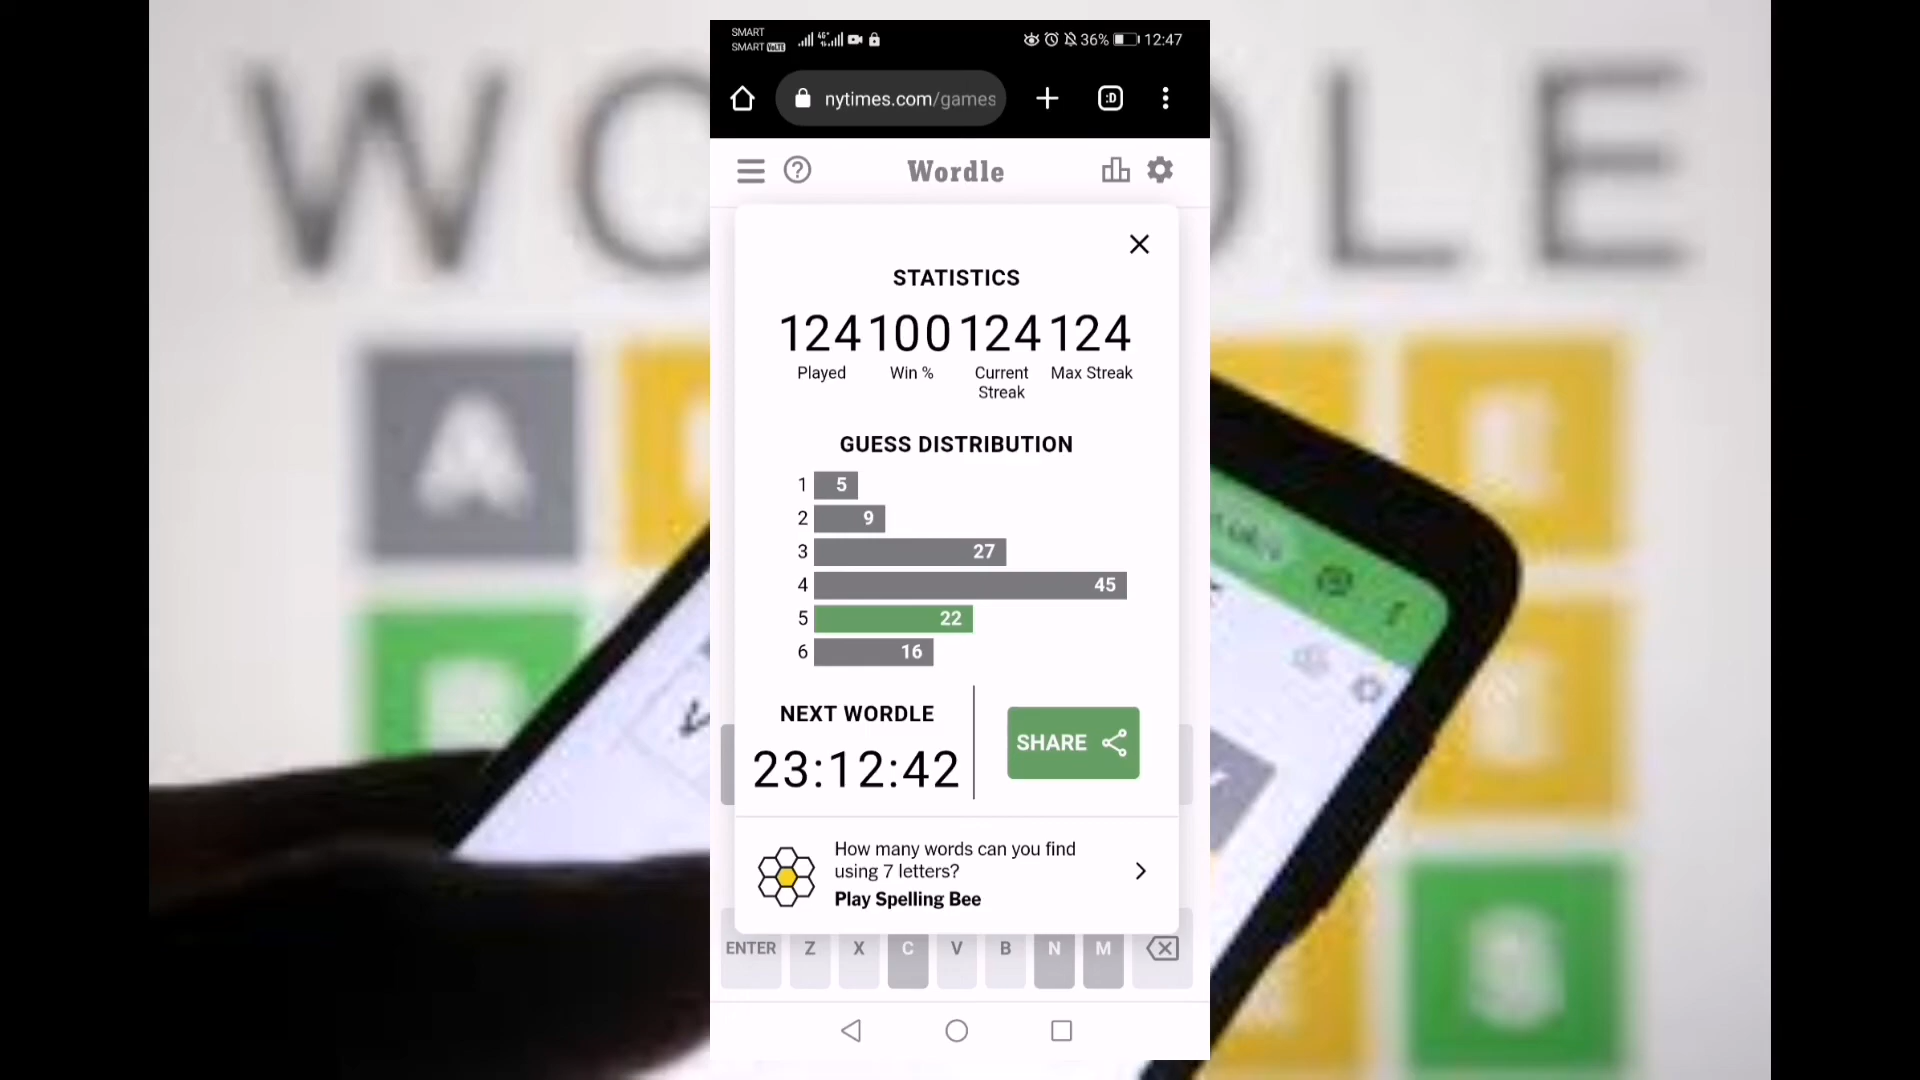 WORDLE
SMART
SMART VoLTE
36% 12:47
nytimes.com/games
:D
Wordle
STATISTICS
124 100 124 124
Played Win % Current Streak Max Streak
GUESS DISTRIBUTION
1 5
2 9
3 27
4 45
5 22
6 16
NEXT WORDLE
23:12:42
SHARE
How many words can you find
using 7 letters?
Play Spelling Bee
ENTER Z X C V B N M
A